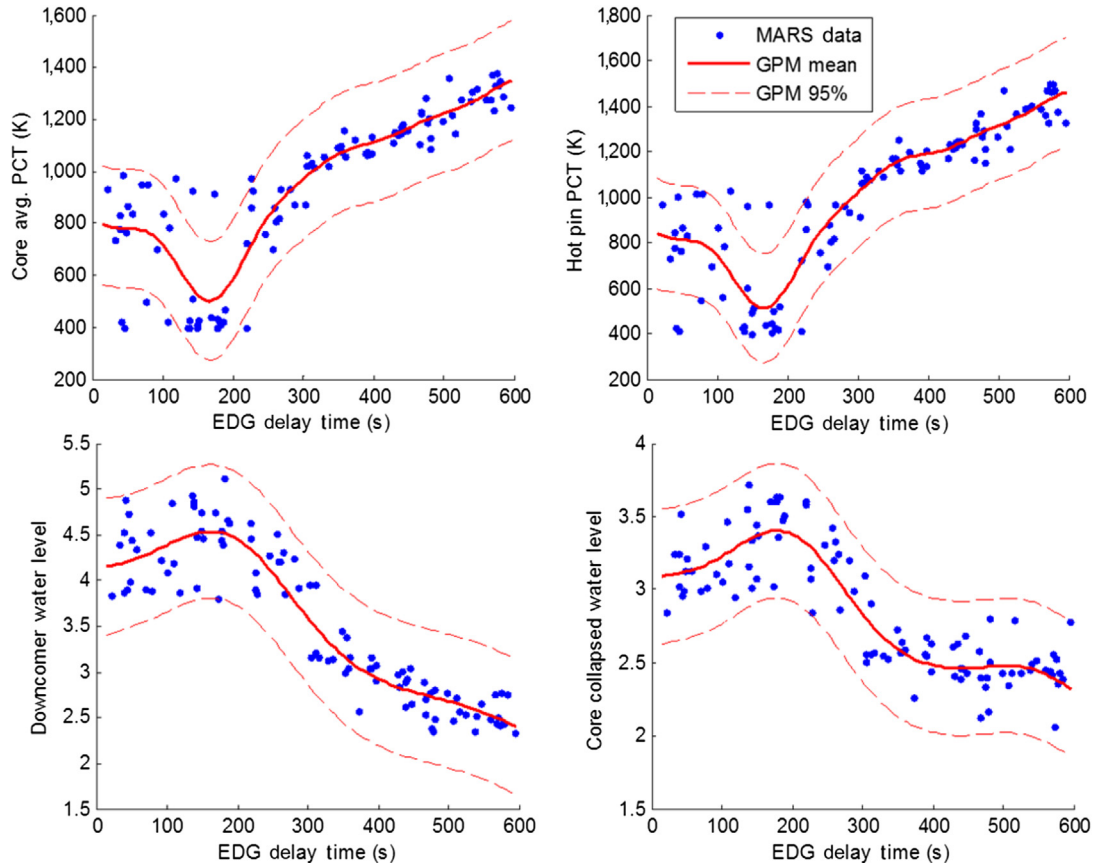 1,600
1,400
1,200
1,000
800
600
400
200
Core avg. PCT (K)
0 100 200 300 400 500 600
EDG delay time (s)
1,800
1,600
1,400
1,200
1,000
800
600
400
200
Hot pin PCT (K)
MARS data
GPM mean
GPM 95%
0 100 200 300 400 500 600
EDG delay time (s)
5.5
5
4.5
4
3.5
3
2.5
2
1.5
Downcomer water level
0 100 200 300 400 500 600
EDG delay time (s)
4
3.5
3
2.5
2
1.5
Core collapsed water level
0 100 200 300 400 500 600
EDG delay time (s)